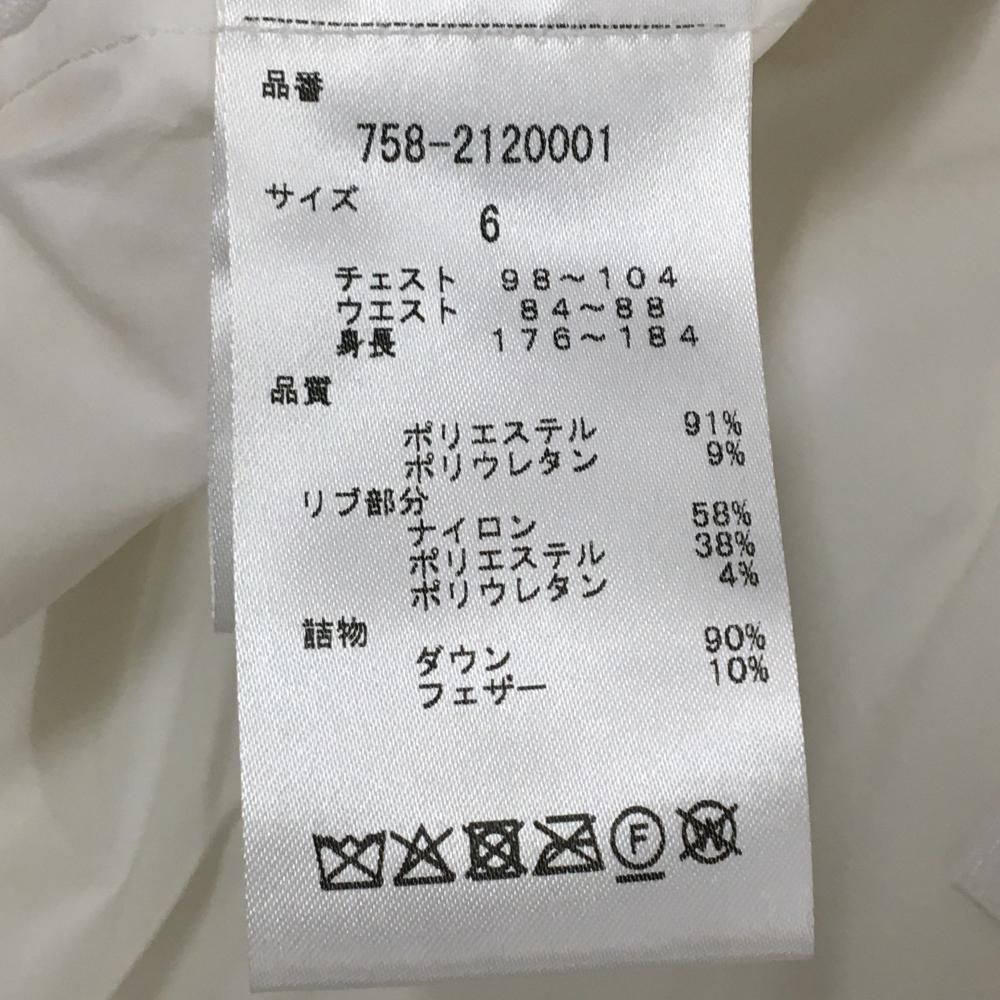 品番
758-2120001
サイズ
6
チェスト 98～104
ウエスト 84～88
身長 176～184
品質
ポリエステル 91%
ポリウレタン 9%
リブ部分
ナイロン 58%
ポリエステル 38%
ポリウレタン 4%
詰物
ダウン 90%
フェザー 10%
F W